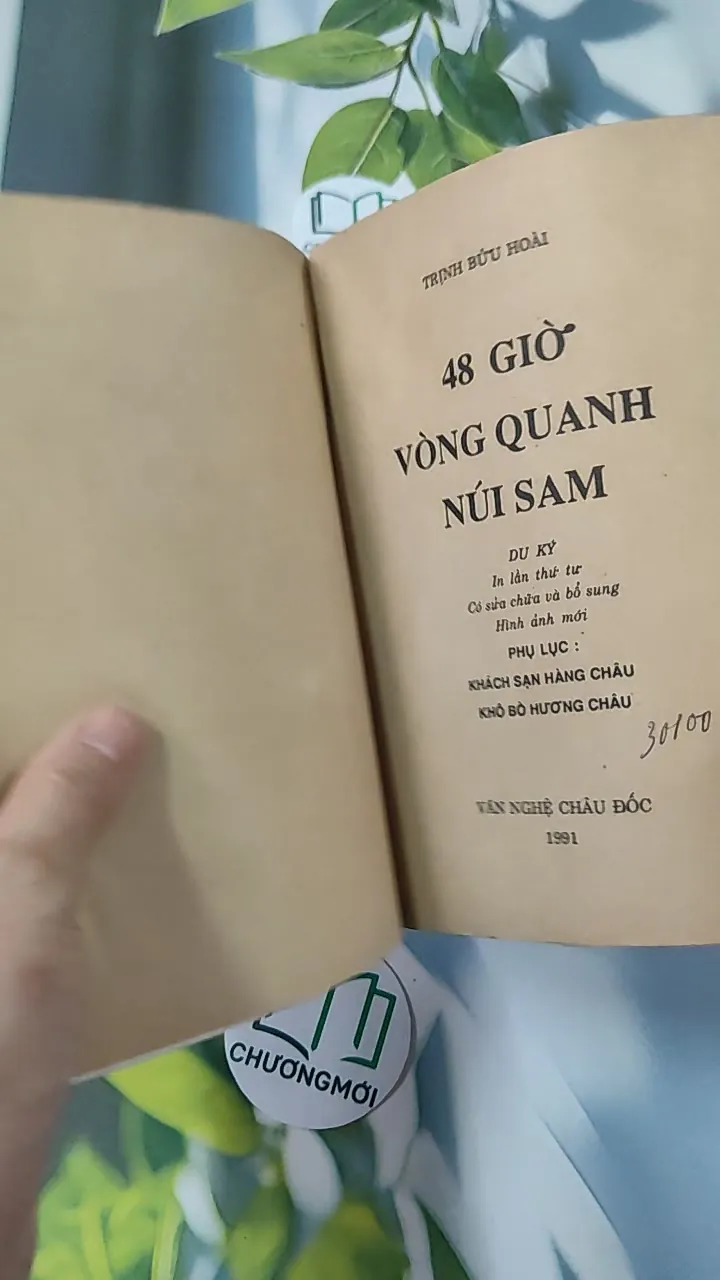 TRỊNH BỬU HOÀI
48 GIỜ
VÒNG QUANH
NÚI SAM
DU KÝ
In lần thứ tư
Có sửa chữa và bổ sung
Hình ảnh mới
PHỤ LỤC :
KHÁCH SẠN HÀNG CHÂU
KHÔ BÒ HƯƠNG CHÂU
30100
VĂN NGHỆ CHÂU ĐỐC
1991
CHƯƠNGMỚI